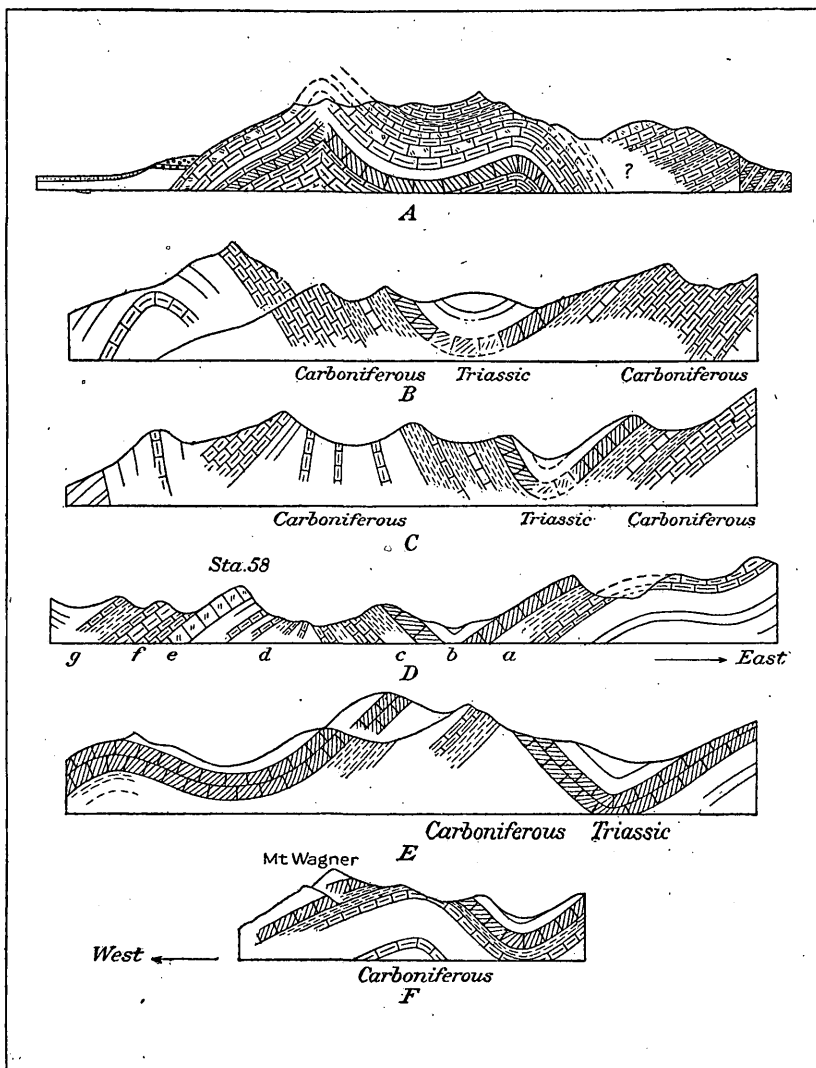 ?
A
Carboniferous Triassic Carboniferous
B
Carboniferous Triassic Carboniferous
C
Sta. 58
g f e d c b a East
D
Carboniferous Triassic
E
Mt Wagner
West
Carboniferous
F